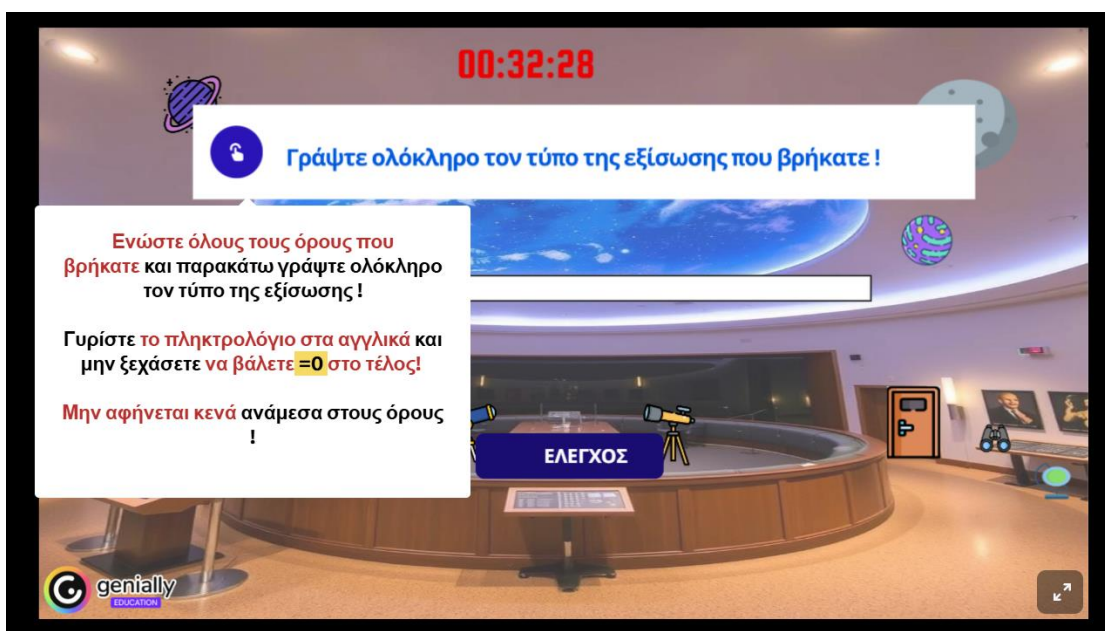 00:32:28
Γράψτε ολόκληρο τον τύπο της εξίσωσης που βρήκατε !
Ενώστε όλους τους όρους που
βρήκατε και παρακάτω γράψτε ολόκληρο
τον τύπο της εξίσωσης !
Γυρίστε το πληκτρολόγιο στα αγγλικά και
μην ξεχάσετε να βάλετε =0 στο τέλος!
Μην αφήνεται κενά ανάμεσα στους όρους
!
ΕΛΕΓΧΟΣ
genially
EDUCATION